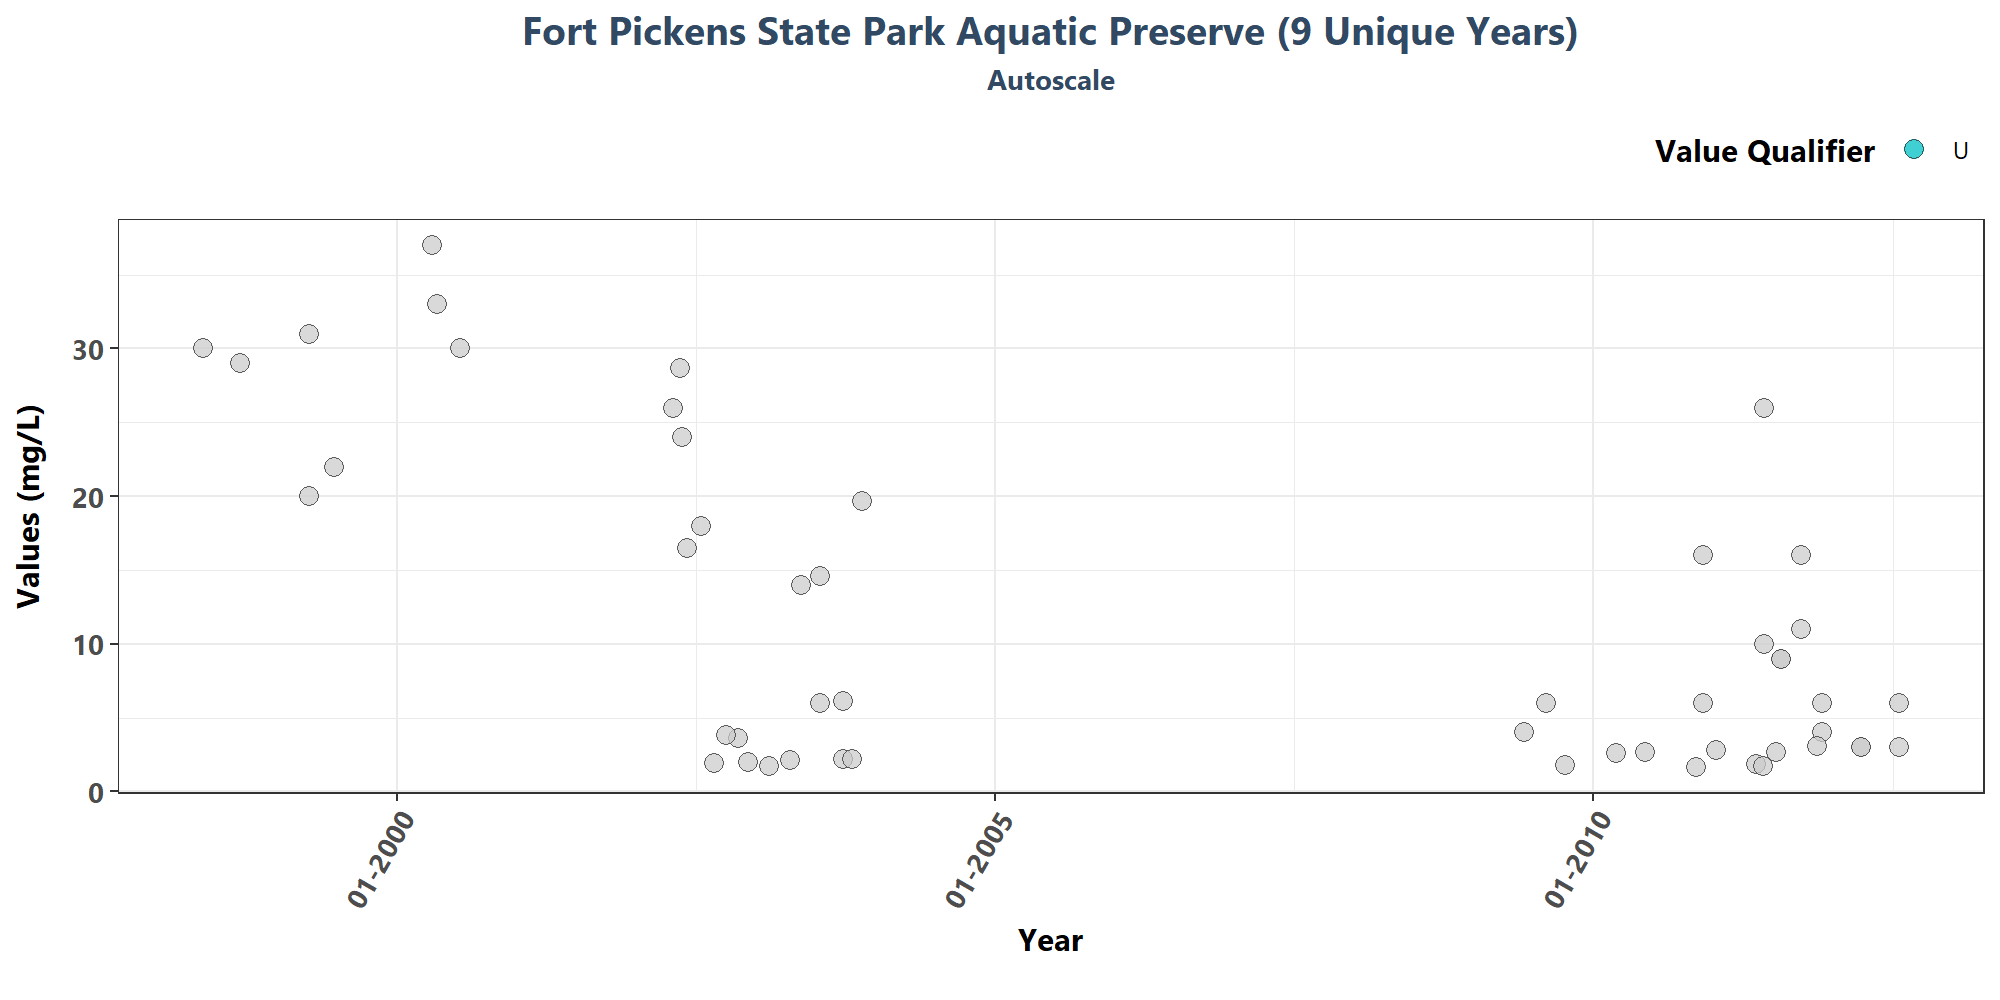 Fort Pickens State Park Aquatic Preserve (9 Unique Years)
Autoscale
Value Qualifier U
Values (mg/L)
30
20
10
0
01-2000
01-2005
01-2010
Year